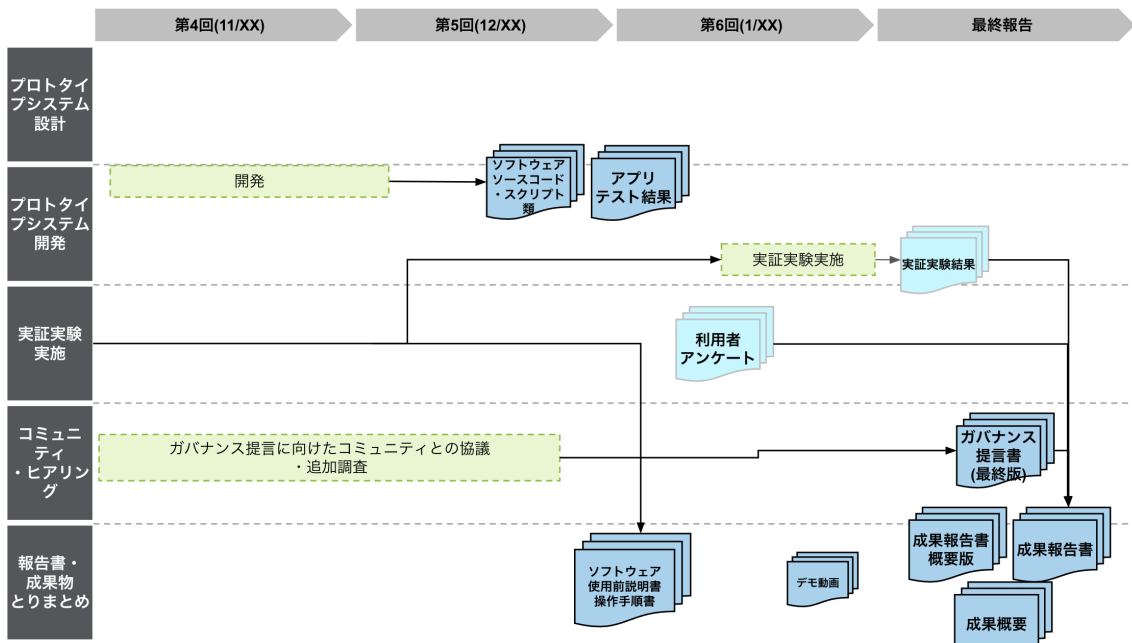 第4回(11/XX)
第5回(12/XX)
第6回(1/XX)
最終報告
プロトタイ
プシステム
設計
プロトタイ
プシステム
開発
開発
ソフトウェア
ソースコード
・スクリプト
類
アプリ
テスト結果
実証実験実施
実証実験結果
実証実験
実施
利用者
アンケート
コミュニ
ティ
・ヒアリン
グ
ガバナンス提言に向けたコミュニティとの協議
・追加調査
ガバナンス
提言書
(最終版)
報告書・
成果物
とりまとめ
ソフトウェア
使用前説明書
操作手順書
デモ動画
成果報告書
概要版
成果報告書
成果概要